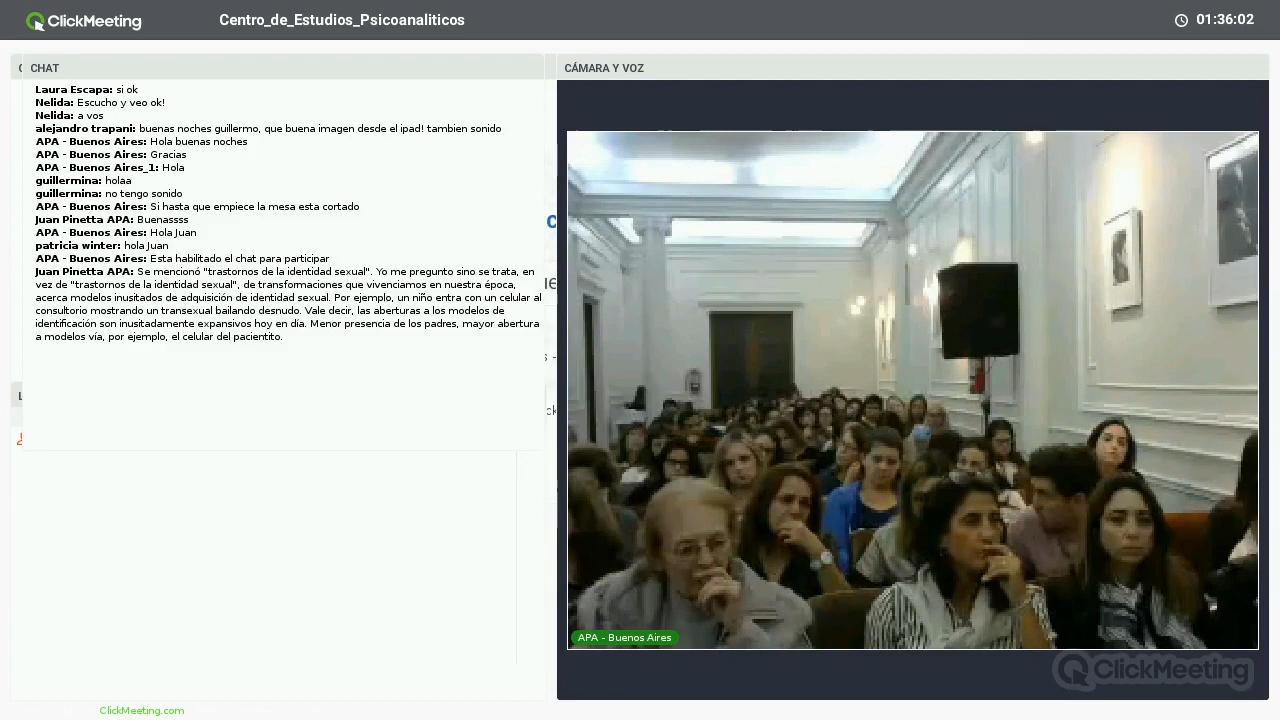 ClickMeeting
Centro_de_Estudios_Psicoanaliticos
01:36:02
CHAT
Laura Escapa: si ok
Nelida: Escucho y veo ok!
Nelida: a vos
alejandro trapani: buenas noches guillermo, que buena imagen desde el ipad! tambien sonido
APA - Buenos Aires: Hola buenas noches
APA - Buenos Aires: Gracias
APA - Buenos Aires_1: Hola
guillermina: holaa
guillermina: no tengo sonido
APA - Buenos Aires: Si hasta que empiece la mesa esta cortado
Juan Pinetta APA: Buenassss
APA - Buenos Aires: Hola Juan
patricia winter: hola Juan
APA - Buenos Aires: Esta habilitado el chat para participar
Juan Pinetta APA: Se mencionó "trastornos de la identidad sexual". Yo me pregunto sino se trata, en
vez de "trastornos de la identidad sexual", de transformaciones que vivenciamos en nuestra época,
acerca modelos inusitados de adquisición de identidad sexual. Por ejemplo, un niño entra con un celular al
consultorio mostrando un transexual bailando desnudo. Vale decir, las aberturas a los modelos de
identificación son inusitadamente expansivos hoy en día. Menor presencia de los padres, mayor abertura
a modelos vía, por ejemplo, el celular del pacientito.
CÁMARA Y VOZ
APA - Buenos Aires
ClickMeeting
ClickMeeting.com